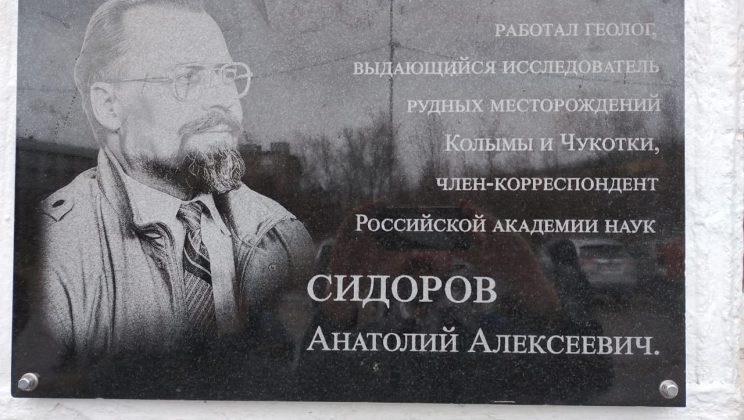 РАБОТАЛ ГЕОЛОГ,
ВЫДАЮЩИЙСЯ ИССЛЕДОВАТЕЛЬ
РУДНЫХ МЕСТОРОЖДЕНИЙ
КОЛЫМЫ И ЧУКОТКИ,
ЧЛЕН-КОРРЕСПОНДЕНТ
РОССИЙСКОЙ АКАДЕМИИ НАУК
СИДОРОВ
АНАТОЛИЙ АЛЕКСЕЕВИЧ.